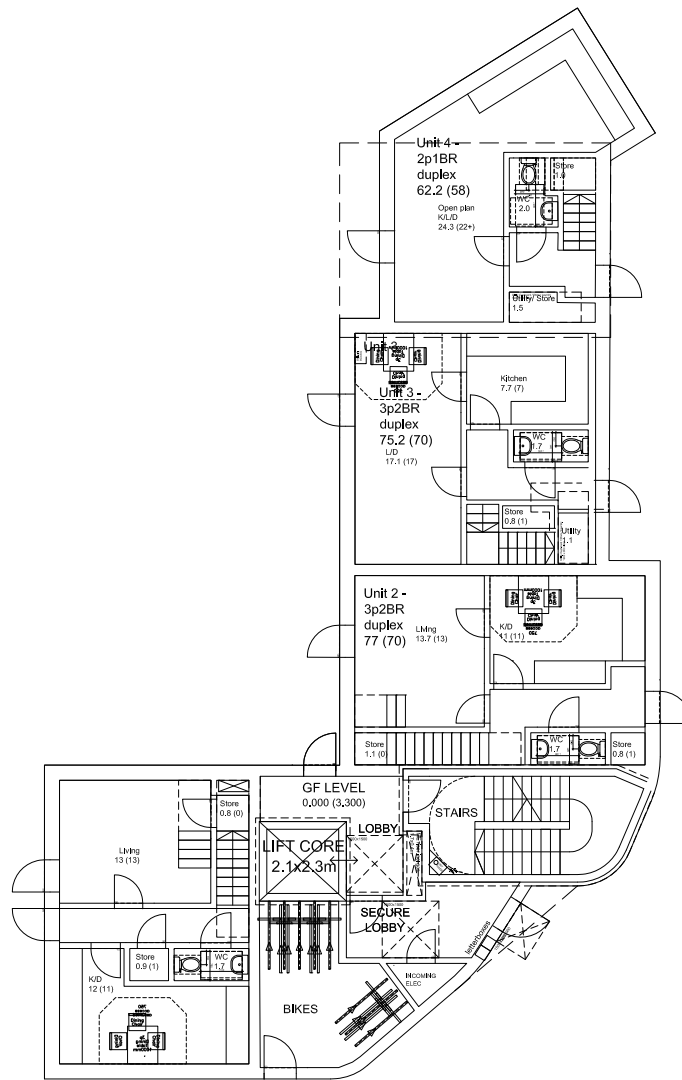 Unit 4 -
2p1BR
duplex
62.2 (58)
Open plan
K/L/D
24.3 (22+)
Store
WC
2.0
Utility/ Store
1.5
Unit 3 -
3p2BR
duplex
75.2 (70)
L/D
17.1 (17)
Kitchen
7.7 (7)
WC
1.7
Store
0.8 (1)
Utility
1.1
Unit 2 -
3p2BR
duplex
77 (70)
Living
13.7 (13)
K/D
11 (11)
Store
1.1 (0)
WC
1.7
Store
0.8 (1)
GF LEVEL
0.000 (3,300)
LOBBY
STAIRS
LIFT CORE
2.1x2.3m
SECURE
LOBBY
letterboxes
INCOMING
ELEC
BIKES
Store
0.8 (0)
Living
13 (13)
Store
0.9 (1)
WC
1.7
K/D
12 (11)